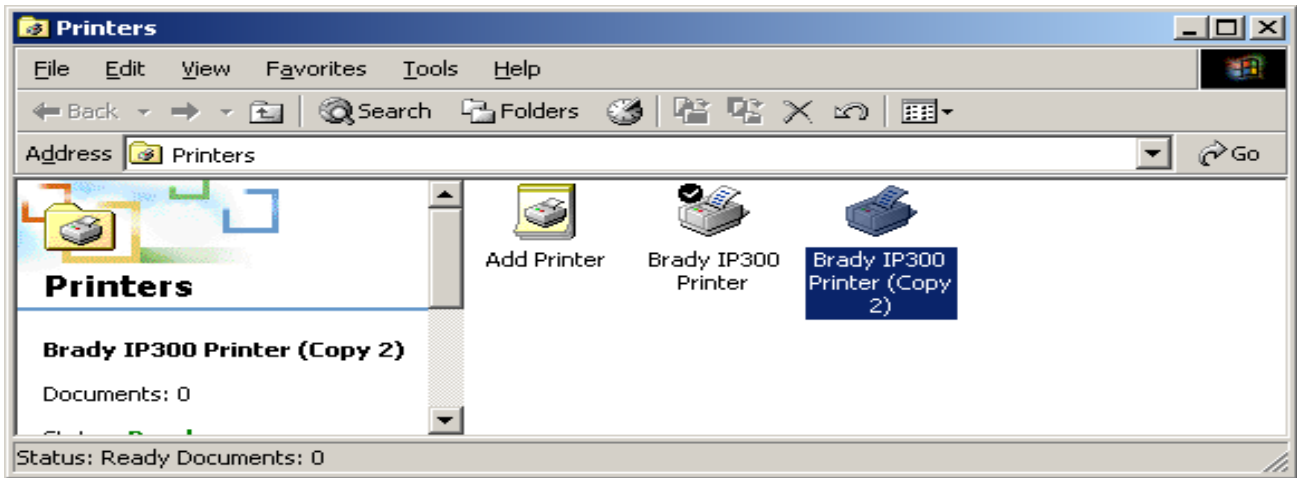 Printers
File Edit View Favorites Tools Help
Back Search Folders
Address Printers Go
Printers
Brady IP300 Printer (Copy 2)
Documents: 0
Add Printer
Brady IP300
Printer
Brady IP300
Printer (Copy
2)
Status: Ready Documents: 0